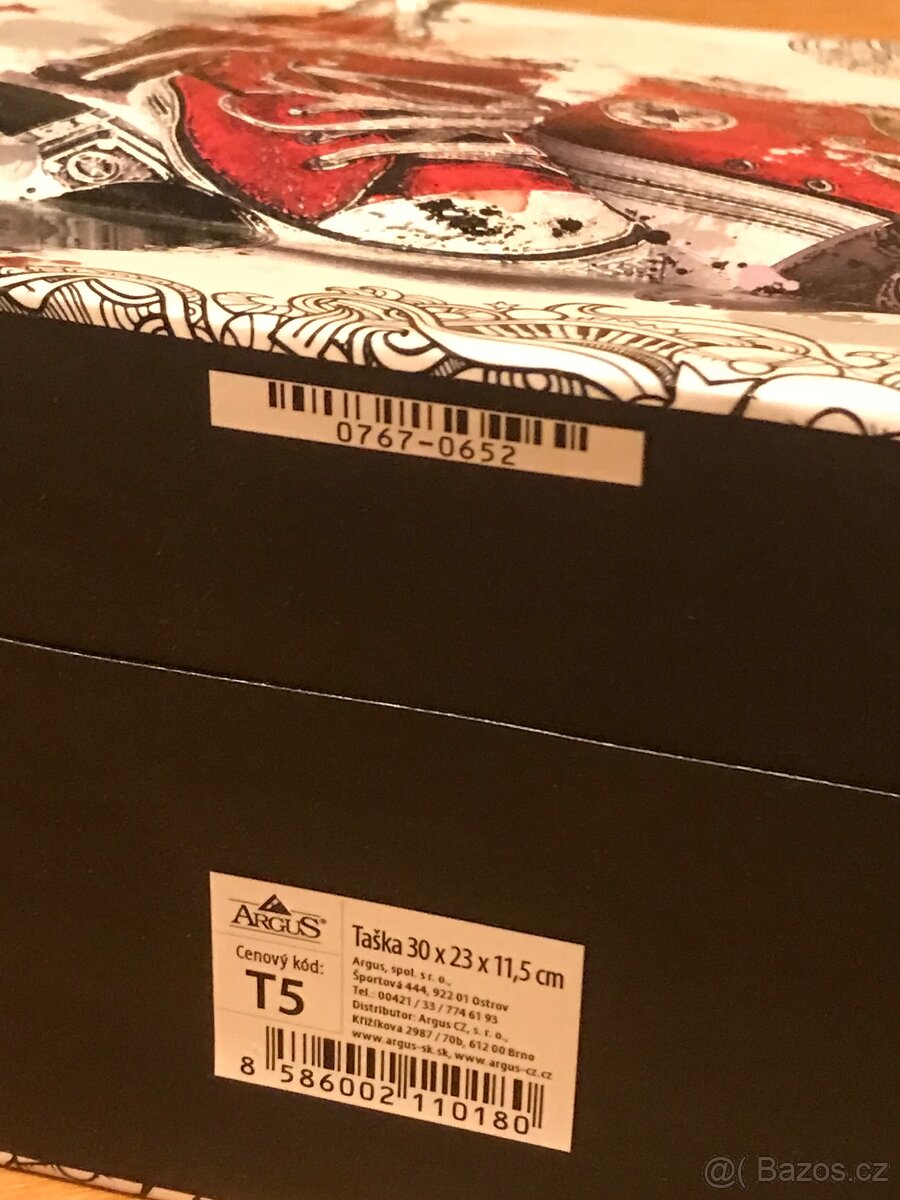 0767-0652
ARGUS®
Cenový kód:
T5
Taška 30 x 23 x 11,5 cm
Argus, spol. s r. o.,
Športová 444, 922 01 Ostrov
Tel.: 00421 / 33 / 774 61 93
Distributor: Argus CZ, s. r. o.,
Křižíkova 2987 / 70b, 612 00 Brno
www.argus-sk.sk, www.argus-cz.cz
8 586002 110180
@( Bazos.cz